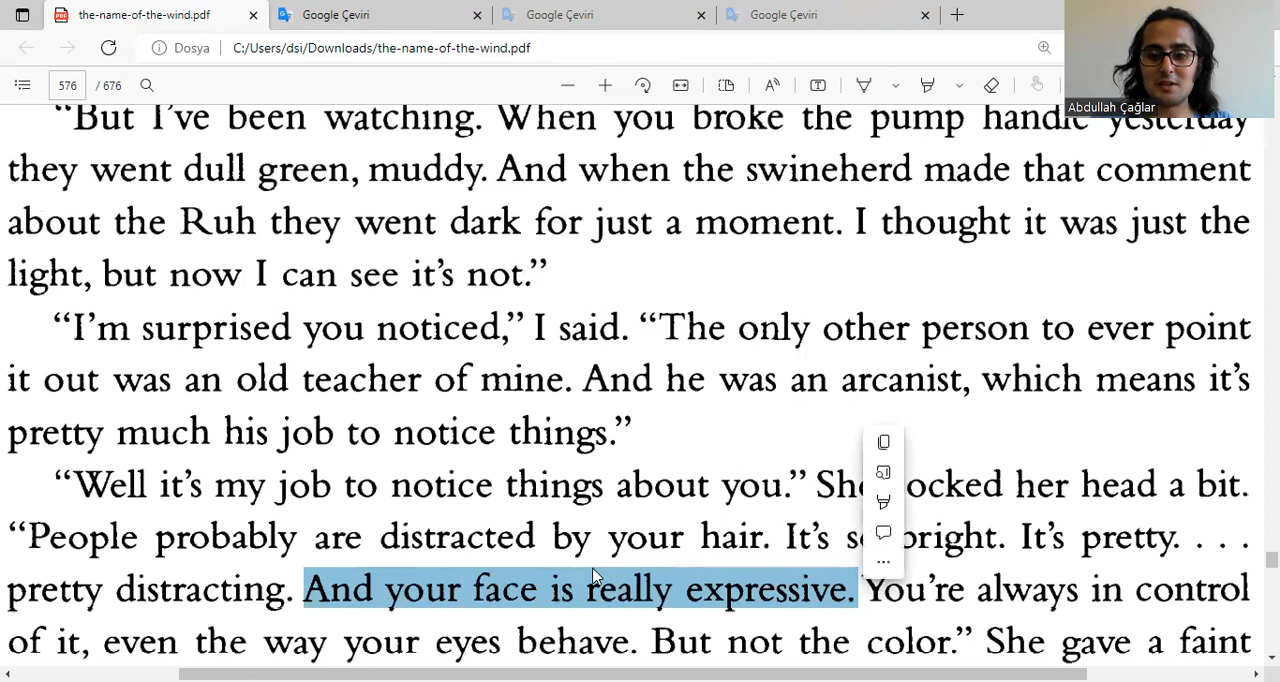 the-name-of-the-wind.pdf
Google Çeviri
Google Çeviri
Google Çeviri
Dosya
C:/Users/dsi/Downloads/the-name-of-the-wind.pdf
576 / 676
Abdullah Çağlar
“But I’ve been watching. When you broke the pump handle yesterday
they went dull green, muddy. And when the swineherd made that comment
about the Ruh they went dark for just a moment. I thought it was just the
light, but now I can see it’s not.”
“I’m surprised you noticed,” I said. “The only other person to ever point
it out was an old teacher of mine. And he was an arcanist, which means it’s
pretty much his job to notice things.”
“Well it’s my job to notice things about you.” She cocked her head a bit.
“People probably are distracted by your hair. It’s so bright. It’s pretty. . . .
pretty distracting. And your face is really expressive. You’re always in control
of it, even the way your eyes behave. But not the color.” She gave a faint